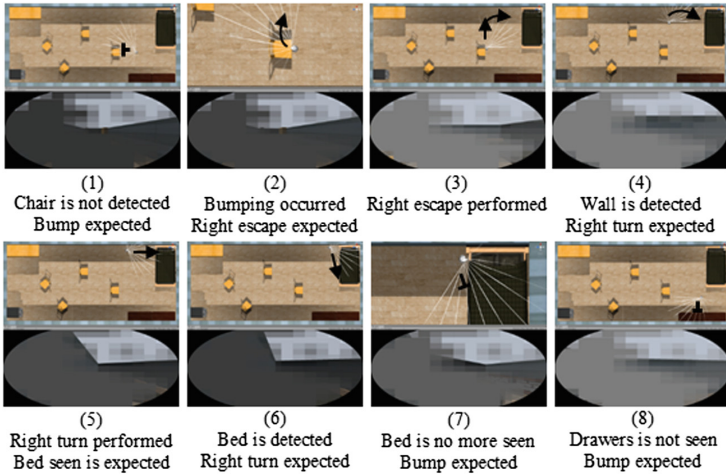 (1)
Chair is not detected
Bump expected
(2)
Bumping occurred
Right escape expected
(3)
Right escape performed
(4)
Wall is detected
Right turn expected
(5)
Right turn performed
Bed seen is expected
(6)
Bed is detected
Right turn expected
(7)
Bed is no more seen
Bump expected
(8)
Drawers is not seen
Bump expected